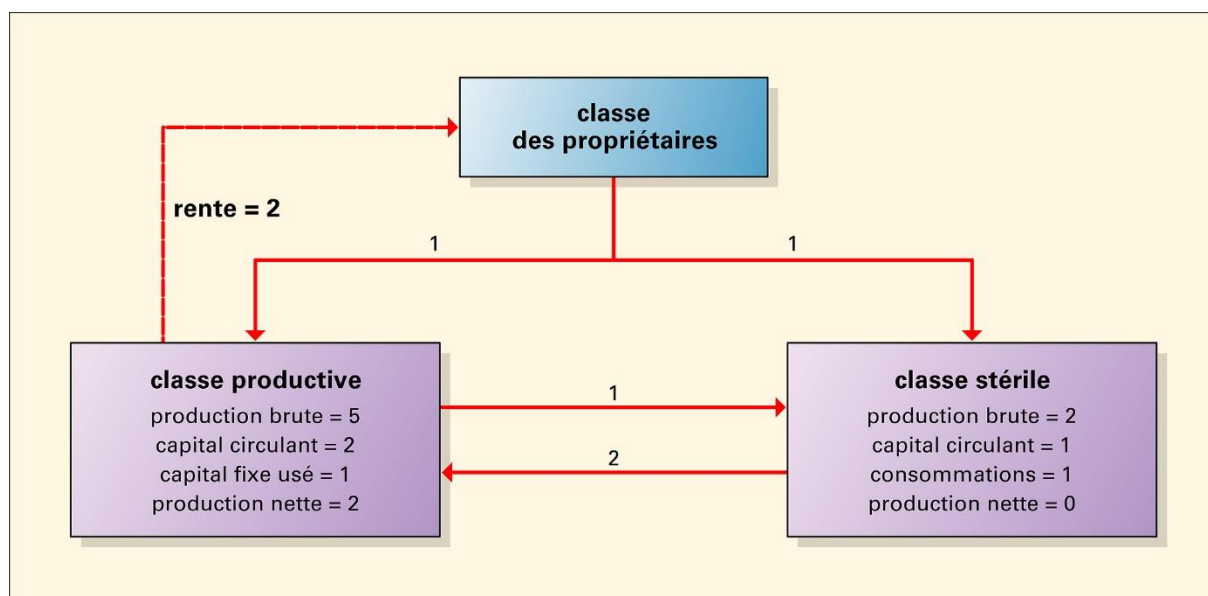 classe
des propriétaires
rente = 2
1
1
classe productive
production brute = 5
capital circulant = 2
capital fixe usé = 1
production nette = 2
1
2
classe stérile
production brute = 2
capital circulant = 1
consommations = 1
production nette = 0